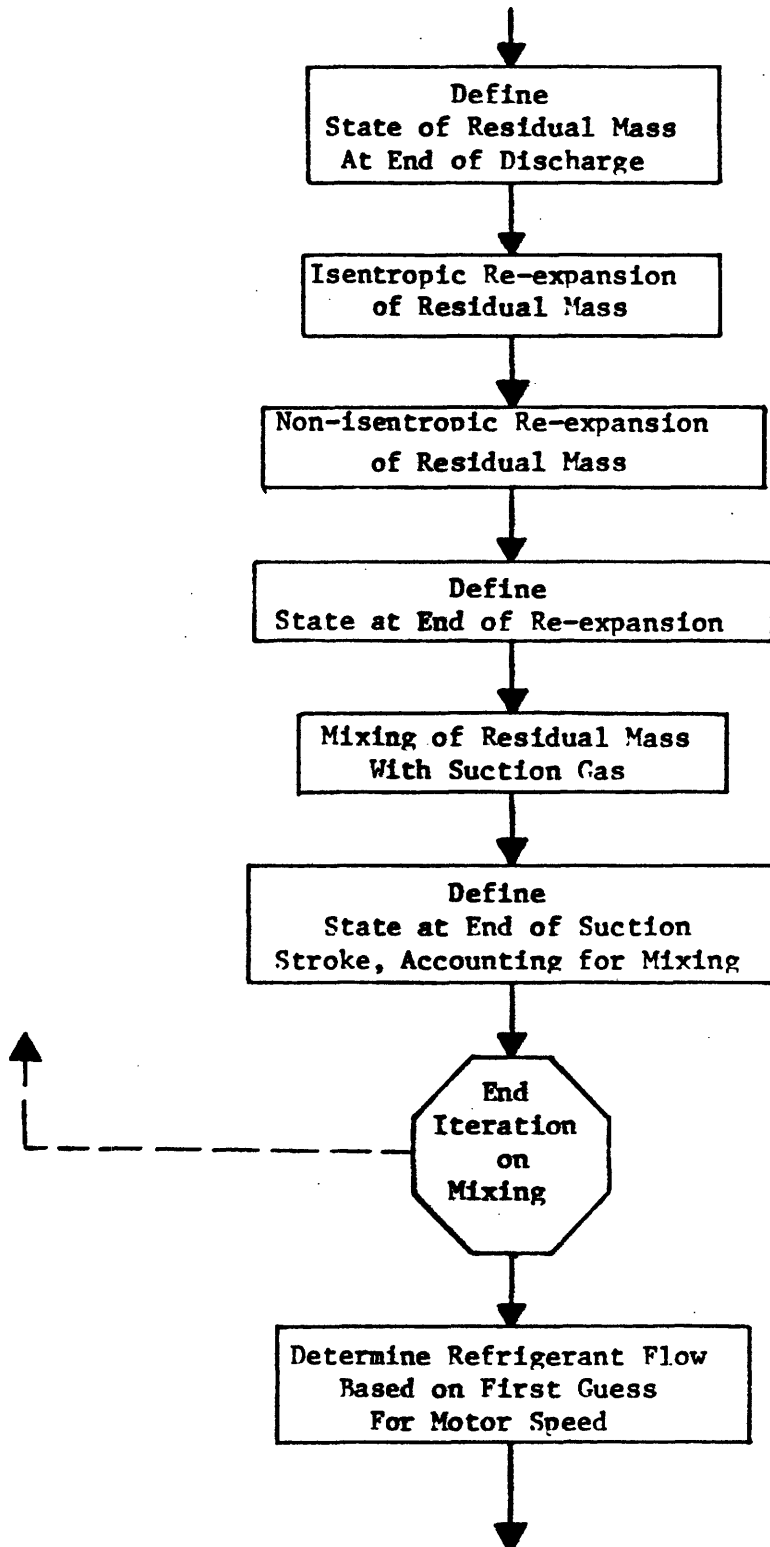 Define
State of Residual Mass
At End of Discharge
Isentropic Re-expansion
of Residual Mass
Non-isentropic Re-expansion
of Residual Mass
Define
State at End of Re-expansion
Mixing of Residual Mass
With Suction Gas
Define
State at End of Suction
Stroke, Accounting for Mixing
End
Iteration
on
Mixing
Determine Refrigerant Flow
Based on First Guess
For Motor Speed